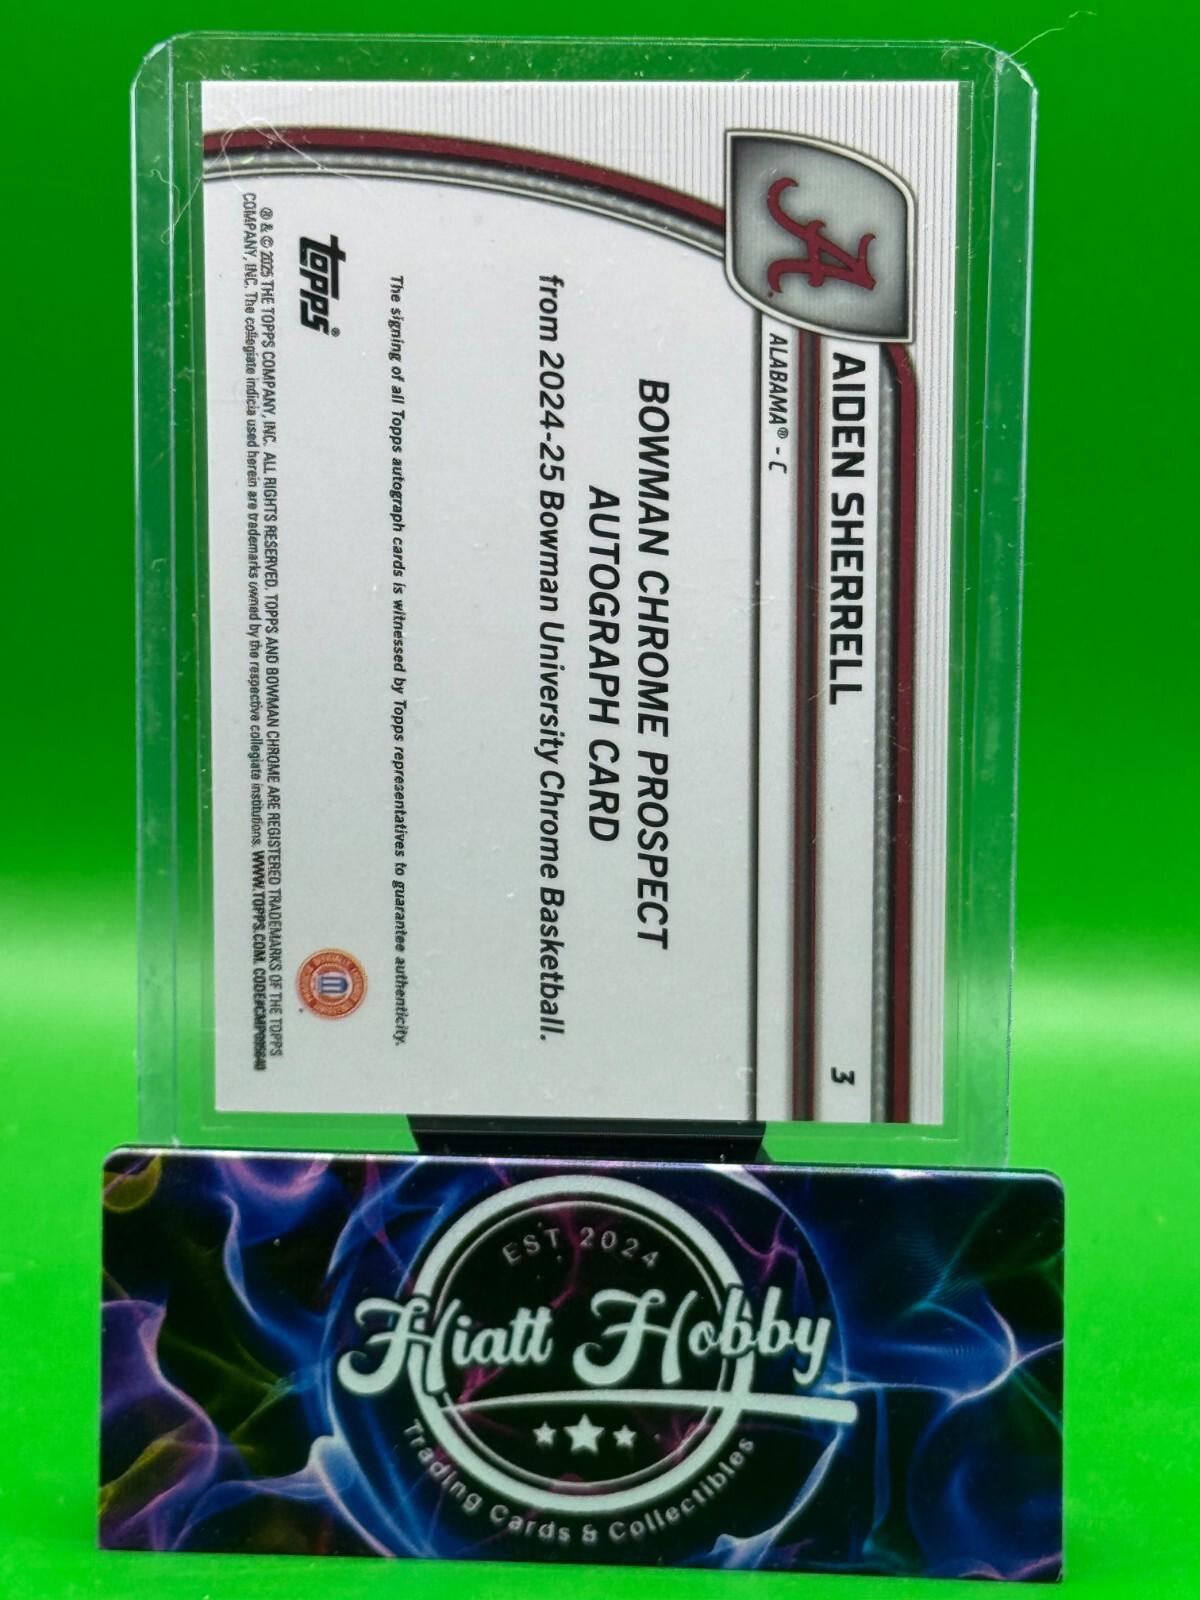 AIDEN SHERRELL 3
ALABAMA® - C
BOWMAN CHROME PROSPECT
AUTOGRAPH CARD
from 2024-25 Bowman University Chrome Basketball.
The signing of all Topps autograph cards is witnessed by Topps representatives to guarantee authenticity.
topps®
® & © 2025 THE TOPPS COMPANY, INC. ALL RIGHTS RESERVED. TOPPS AND BOWMAN CHROME ARE REGISTERED TRADEMARKS OF THE TOPPS
COMPANY, INC. The collegiate indicia used herein are trademarks owned by the respective collegiate institutions. WWW.TOPPS.COM. CODE#CMP095640
EST 2024
Hiatt Hobby
Trading Cards & Collectibles